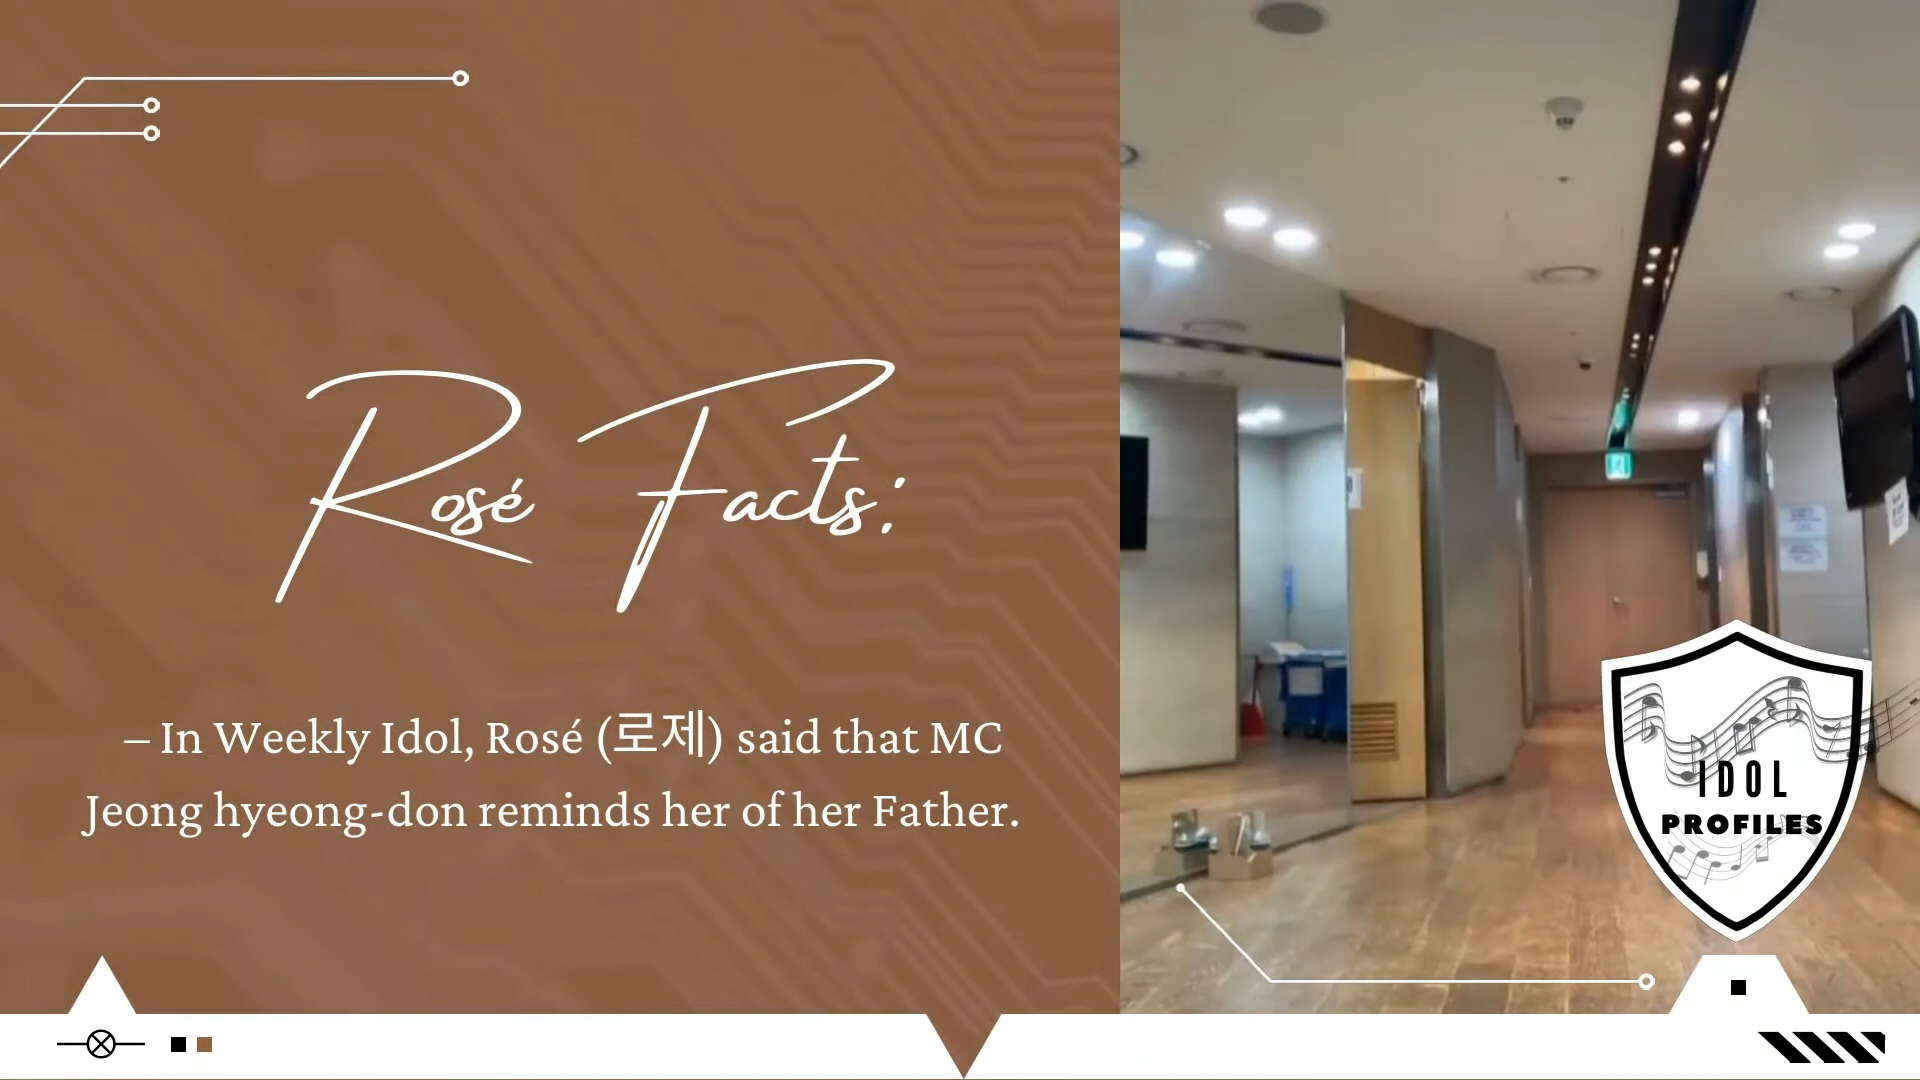 Rosé Facts:
– In Weekly Idol, Rosé (로제) said that MC
Jeong hyeong-don reminds her of her Father.
IDOL
PROFILES